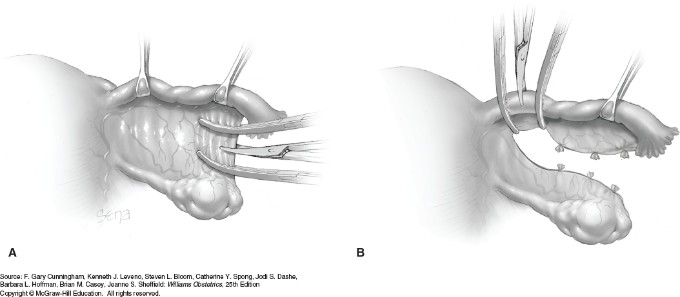 Sena
A B
Source: F. Gary Cunningham, Kenneth J. Leveno, Steven L. Bloom, Catherine Y. Spong, Jodi S. Dashe,
Barbara L. Hoffman, Brian M. Casey, Jeanne S. Sheffield: Williams Obstetrics, 25th Edition
Copyright © McGraw-Hill Education. All rights reserved.